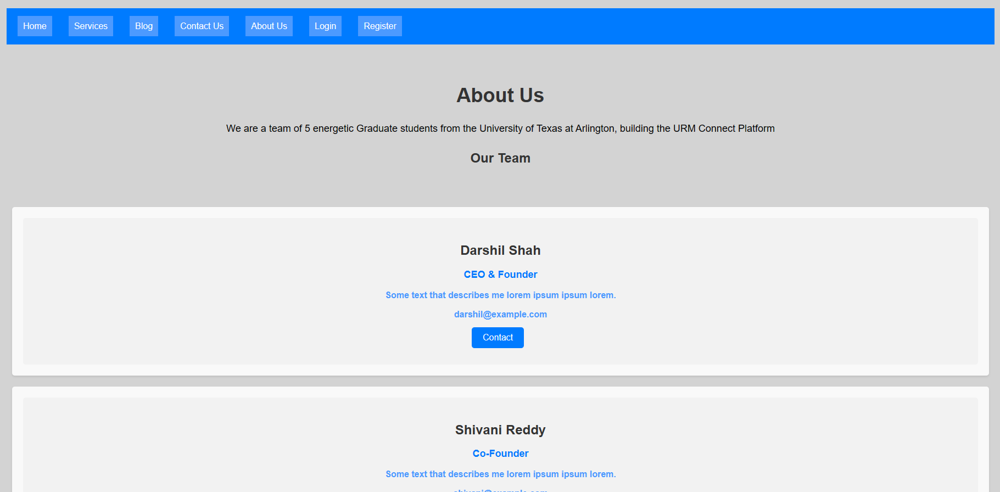 Home Services Blog Contact Us About Us Login Register
About Us
We are a team of 5 energetic Graduate students from the University of Texas at Arlington, building the URM Connect Platform
Our Team
Darshil Shah
CEO & Founder
Some text that describes me lorem ipsum ipsum lorem.
darshil@example.com
Contact
Shivani Reddy
Co-Founder
Some text that describes me lorem ipsum ipsum lorem.
shivani@example.com